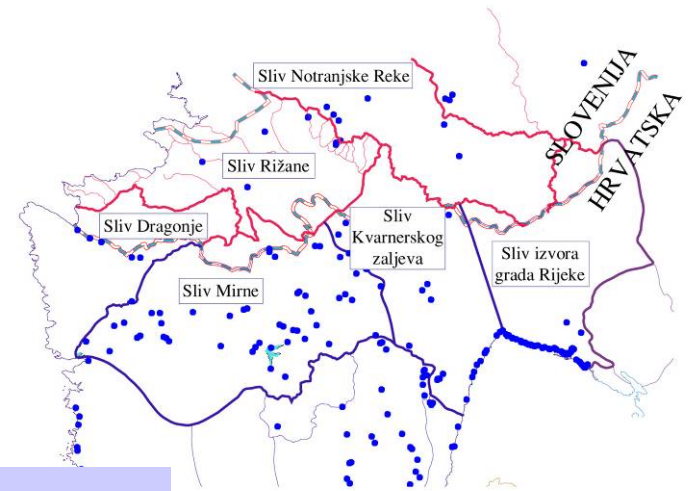 Sliv Notranjske Reke
SLOVENIJA
HRVATSKA
Sliv Rižane
Sliv Dragonje
Sliv
Kvarnerskog
zaljeva
Sliv izvora
grada Rijeke
Sliv Mirne